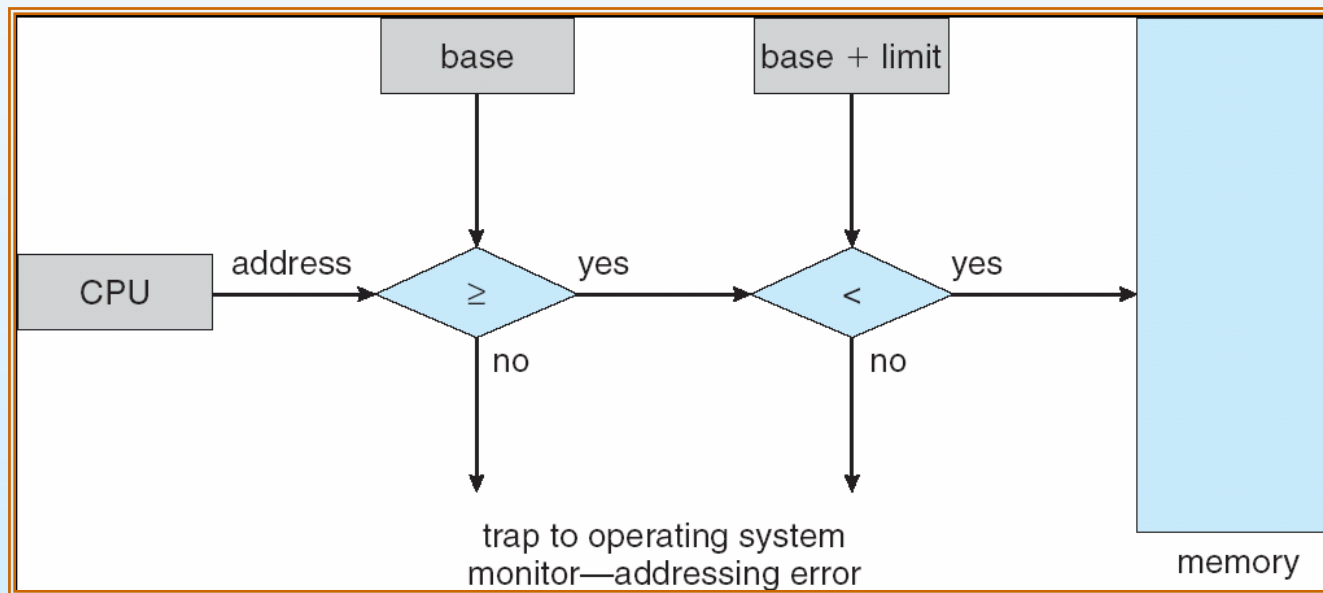 base
base + limit
CPU
address
≥
yes
<
yes
no
no
trap to operating system
monitor—addressing error
memory